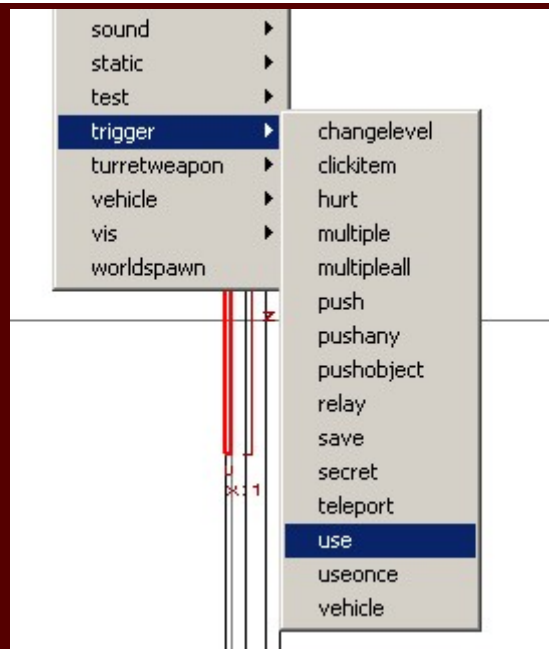 sound
static
test
trigger
turretweapon
vehicle
vis
worldspawn
changelevel
clickitem
hurt
multiple
multipleall
push
pushany
pushobject
relay
save
secret
teleport
use
useonce
vehicle
z
x:1